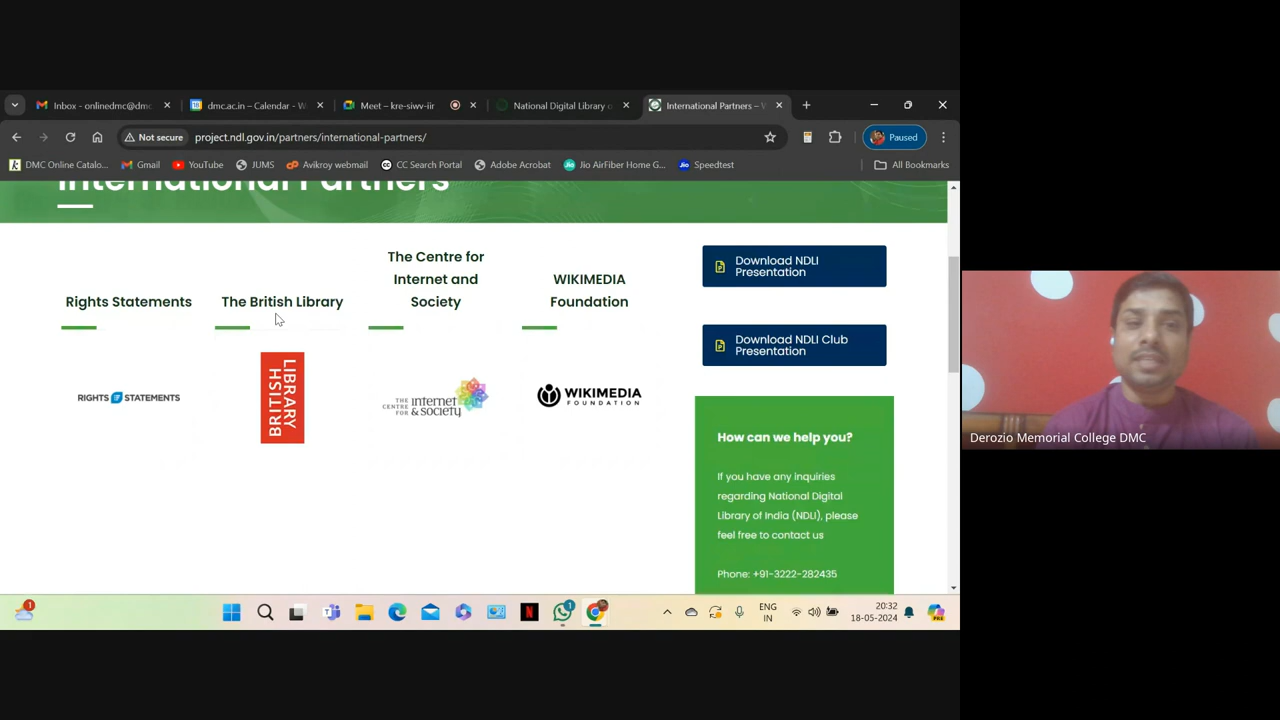 Inbox - onlinedmc@dmc
dmc.ac.in – Calendar - W
Meet – kre-siwv-iir
National Digital Library o
International Partners – V
Not secure
project.ndl.gov.in/partners/international-partners/
Paused
DMC Online Catalo...
Gmail
YouTube
JUMS
Avikroy webmail
CC Search Portal
Adobe Acrobat
Jio AirFiber Home G...
Speedtest
All Bookmarks
International Partners
Rights Statements
The British Library
The Centre for
Internet and
Society
WIKIMEDIA
Foundation
RIGHTS STATEMENTS
LIBRARY
BRITISH
THE
CENTRE
FOR
internet
& society
WIKIMEDIA
FOUNDATION
Download NDLI
Presentation
Download NDLI Club
Presentation
How can we help you?
If you have any inquiries
regarding National Digital
Library of India (NDLI), please
feel free to contact us
Phone: +91-3222-282435
Derozio Memorial College DMC
1
N
1
ENG
IN
20:32
18-05-2024
PRE